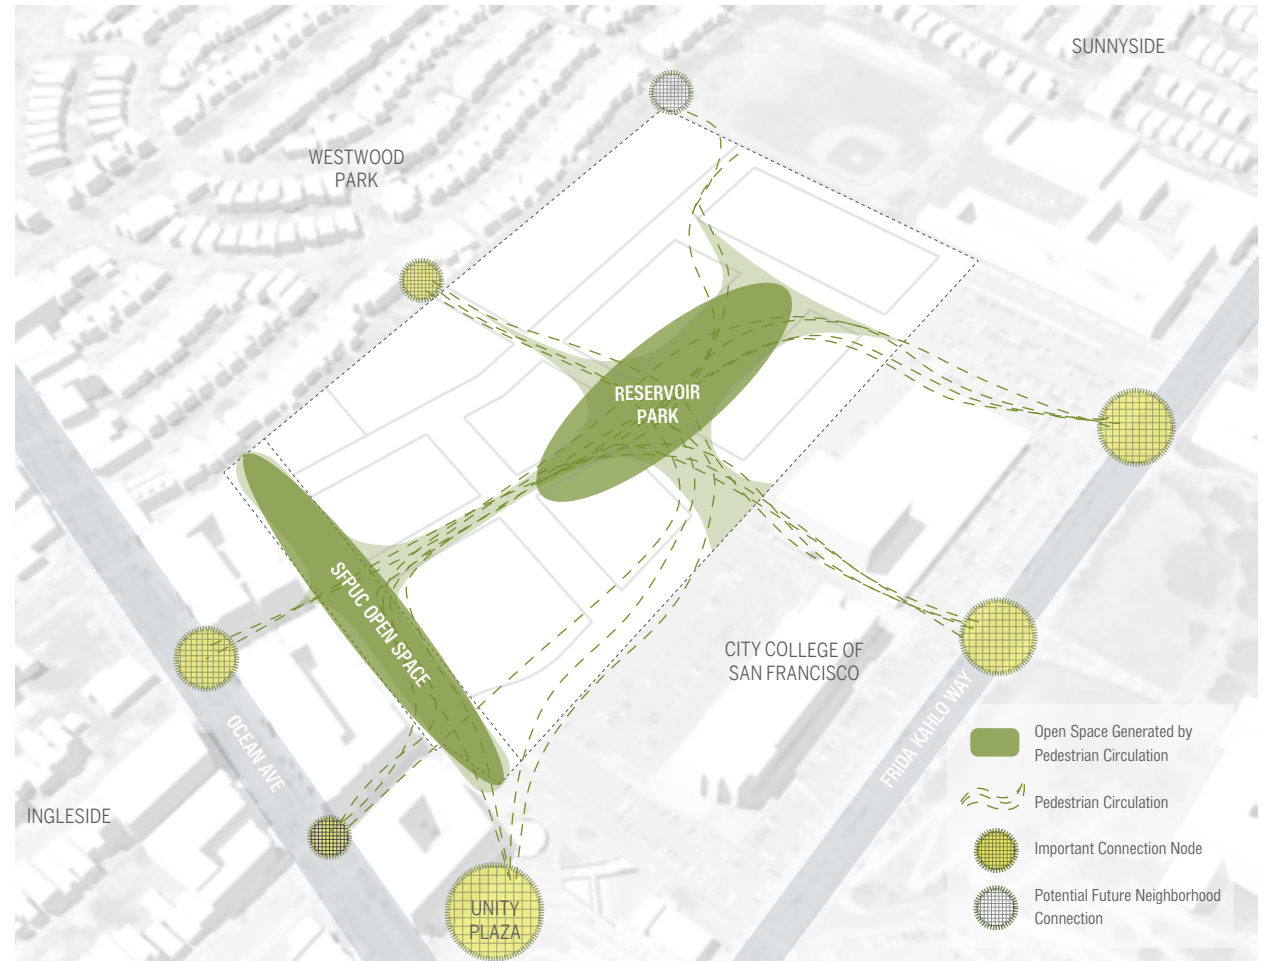 SUNNYSIDE
WESTWOOD
PARK
RESERVOIR
PARK
SFPUC OPEN SPACE
CITY COLLEGE OF
SAN FRANCISCO
OCEAN AVE
FRIDA KAHLO WAY
INGLESIDE
UNITY
PLAZA
Open Space Generated by
Pedestrian Circulation
Pedestrian Circulation
Important Connection Node
Potential Future Neighborhood
Connection